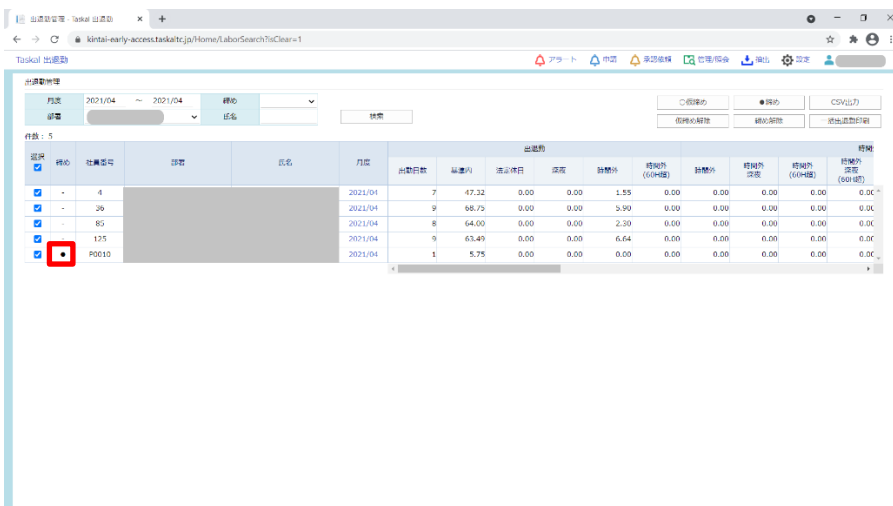 出退勤管理 - Taskal 出退勤
kintai-early-access.taskaltc.jp/Home/LaborSearch?isClear=1
Taskal 出退勤 アラート 申請 承認依頼 管理/照会 抽出 設定
出退勤管理
月度 2021/04 ～ 2021/04 締め ○仮締め ●締め CSV出力
部署 氏名 検索 仮締め解除 締め解除 出退勤印刷
件数： 5
選択 締め 社員番号 部署 氏名 月度 出退勤 時間
出勤日数 基準内 法定休日 深夜 時間外 時間外(60H超) 時間外 時間外深夜 時間外(60H超) 時間外深夜(60H超)
- 4 2021/04 7 47.32 0.00 0.00 1.55 0.00 0.00 0.00 0.00 0.00
- 36 2021/04 9 68.75 0.00 0.00 5.90 0.00 0.00 0.00 0.00 0.00
- 85 2021/04 8 64.00 0.00 0.00 2.30 0.00 0.00 0.00 0.00 0.00
- 125 2021/04 9 63.49 0.00 0.00 6.64 0.00 0.00 0.00 0.00 0.00
● P0010 2021/04 1 5.75 0.00 0.00 0.00 0.00 0.00 0.00 0.00 0.00